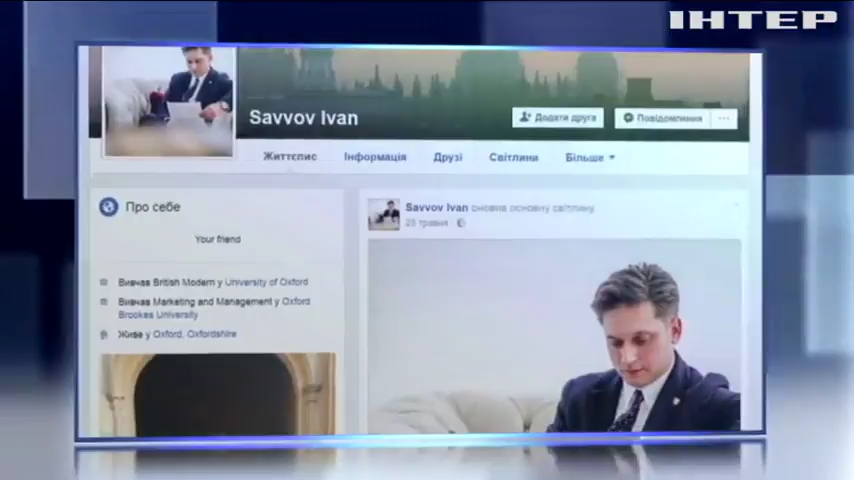 ІНТЕР
Savvov Ivan
Додати друга
Повідомлення
Життєпис Інформація Друзі Світлини Більше
Про себе
Your friend
Вивчав British Modern у University of Oxford
Вивчав Marketing and Management у Oxford
Brookes University
Живе у Oxford, Oxfordshire
Savvov Ivan оновив основну світлину
25 травня